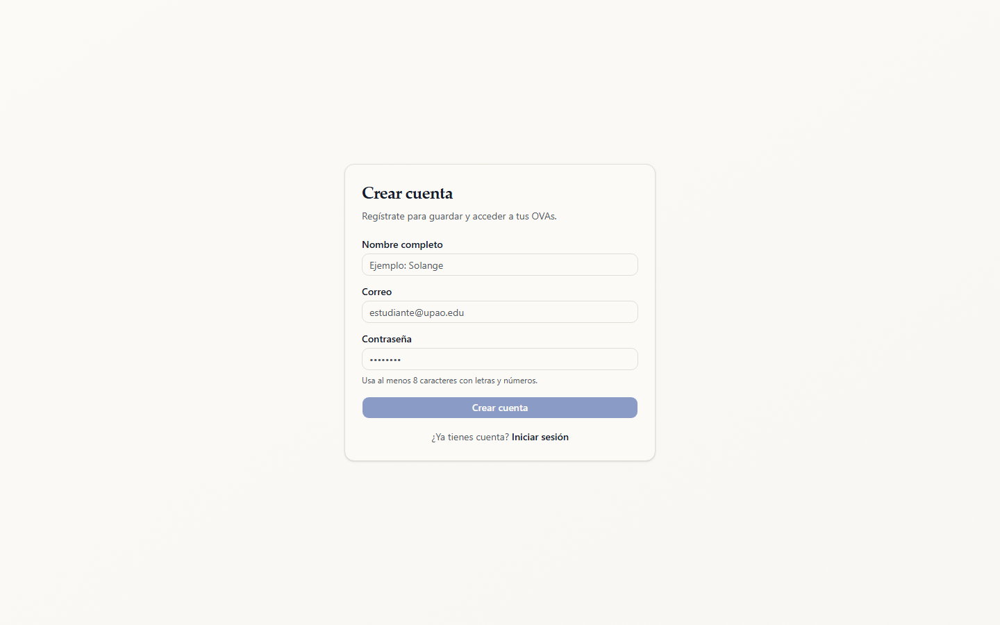 Crear cuenta
Regístrate para guardar y acceder a tus OVAs.
Nombre completo
Ejemplo: Solange
Correo
estudiante@upao.edu
Contraseña
••••••••
Usa al menos 8 caracteres con letras y números.
Crear cuenta
¿Ya tienes cuenta? Iniciar sesión